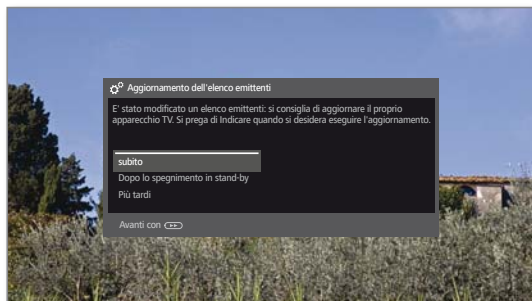 Aggiornamento dell'elenco emittenti
E' stato modificato un elenco emittenti: si consiglia di aggiornare il proprio
apparecchio TV. Si prega di Indicare quando si desidera eseguire l'aggiornamento.
subito
Dopo lo spegnimento in stand-by
Più tardi
Avanti con